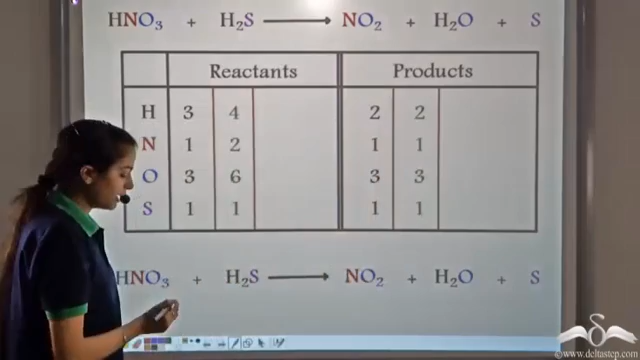 HNO₃ + H₂S ⟶ NO₂ + H₂O + S
Reactants Products
H 3 4 2 2
N 1 2 1 1
O 3 6 3 3
S 1 1 1 1
HNO₃ + H₂S ⟶ NO₂ + H₂O + S
© www.deltastep.com